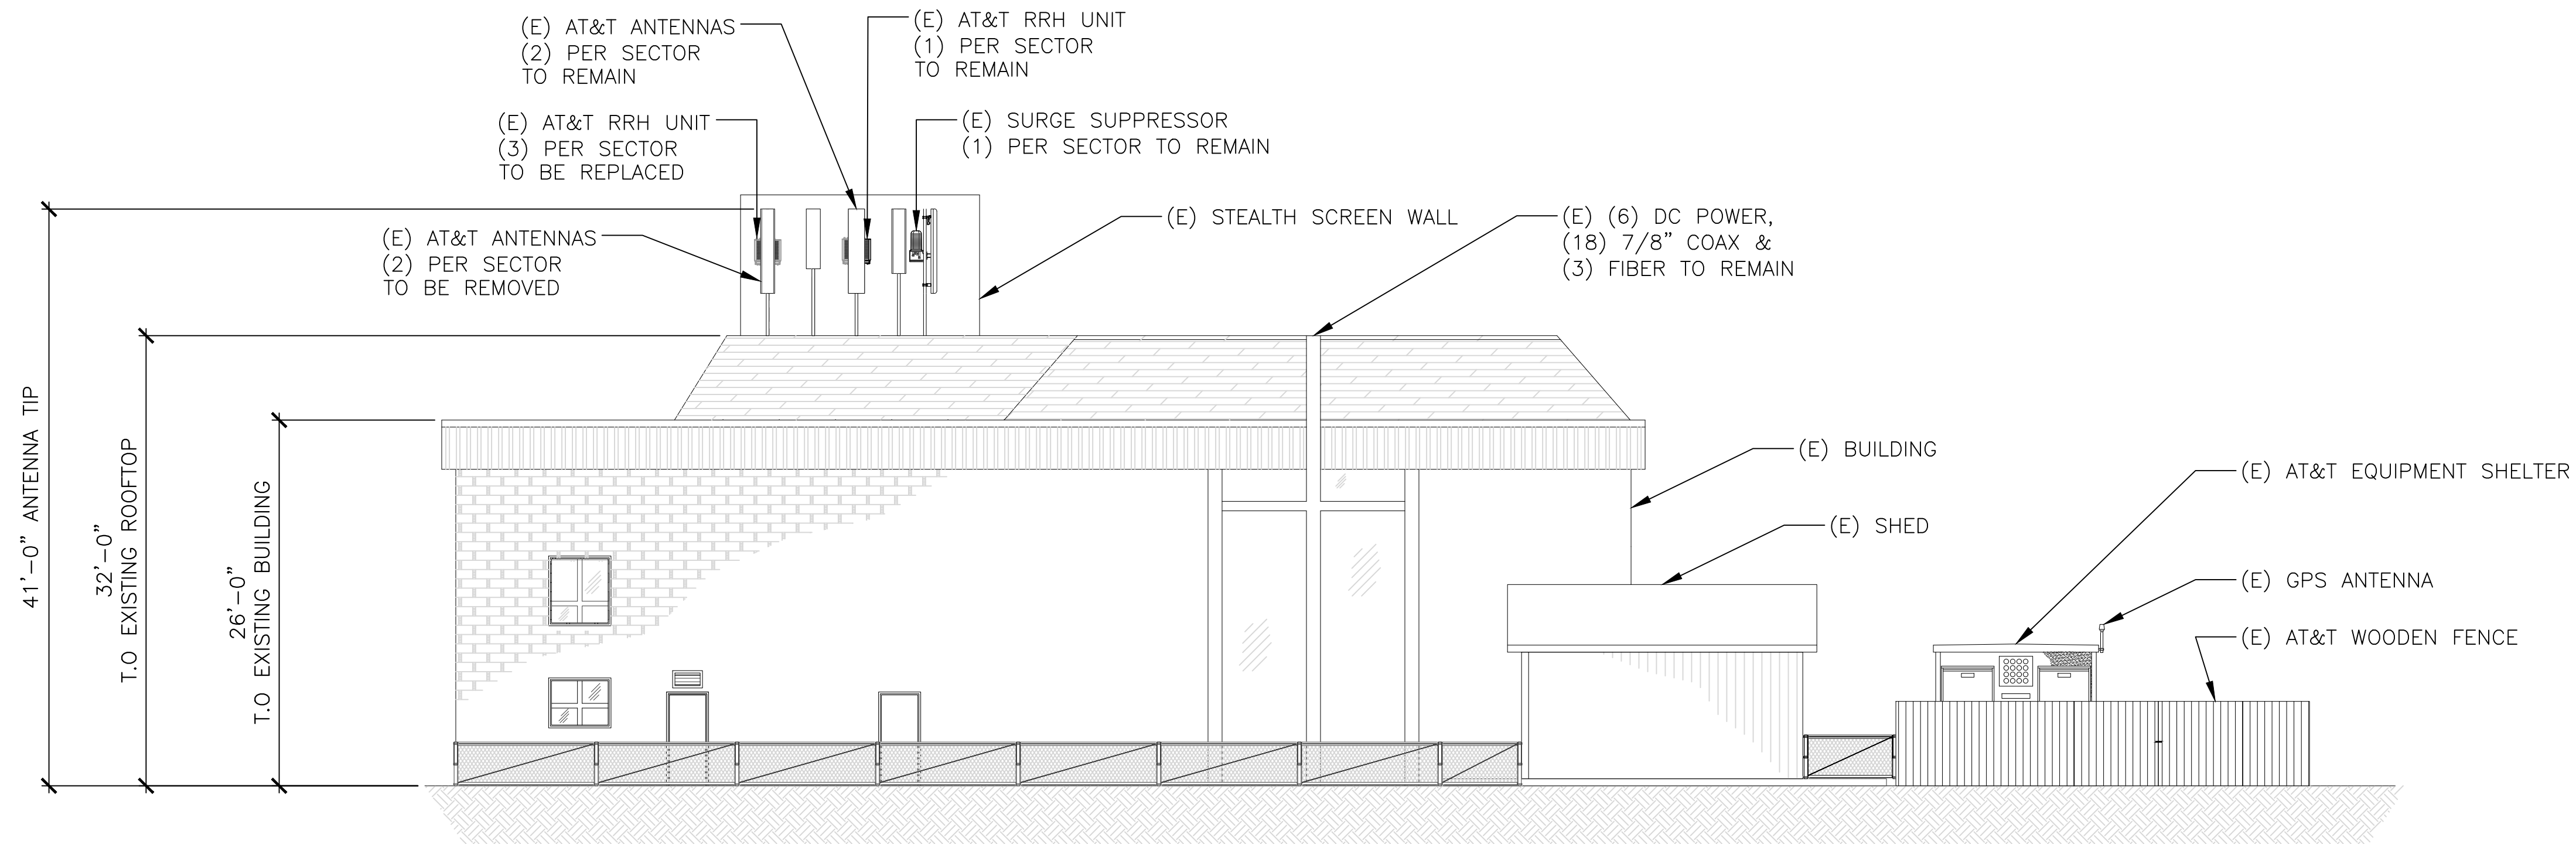 (E) AT&T ANTENNAS
(2) PER SECTOR
TO REMAIN
(E) AT&T RRH UNIT
(1) PER SECTOR
TO REMAIN
(E) AT&T RRH UNIT
(3) PER SECTOR
TO BE REPLACED
(E) SURGE SUPPRESSOR
(1) PER SECTOR TO REMAIN
(E) AT&T ANTENNAS
(2) PER SECTOR
TO BE REMOVED
(E) STEALTH SCREEN WALL
(E) (6) DC POWER,
(18) 7/8" COAX &
(3) FIBER TO REMAIN
41'-0" ANTENNA TIP
32'-0"
T.O EXISTING ROOFTOP
26'-0"
T.O EXISTING BUILDING
(E) BUILDING
(E) AT&T EQUIPMENT SHELTER
(E) SHED
(E) GPS ANTENNA
(E) AT&T WOODEN FENCE